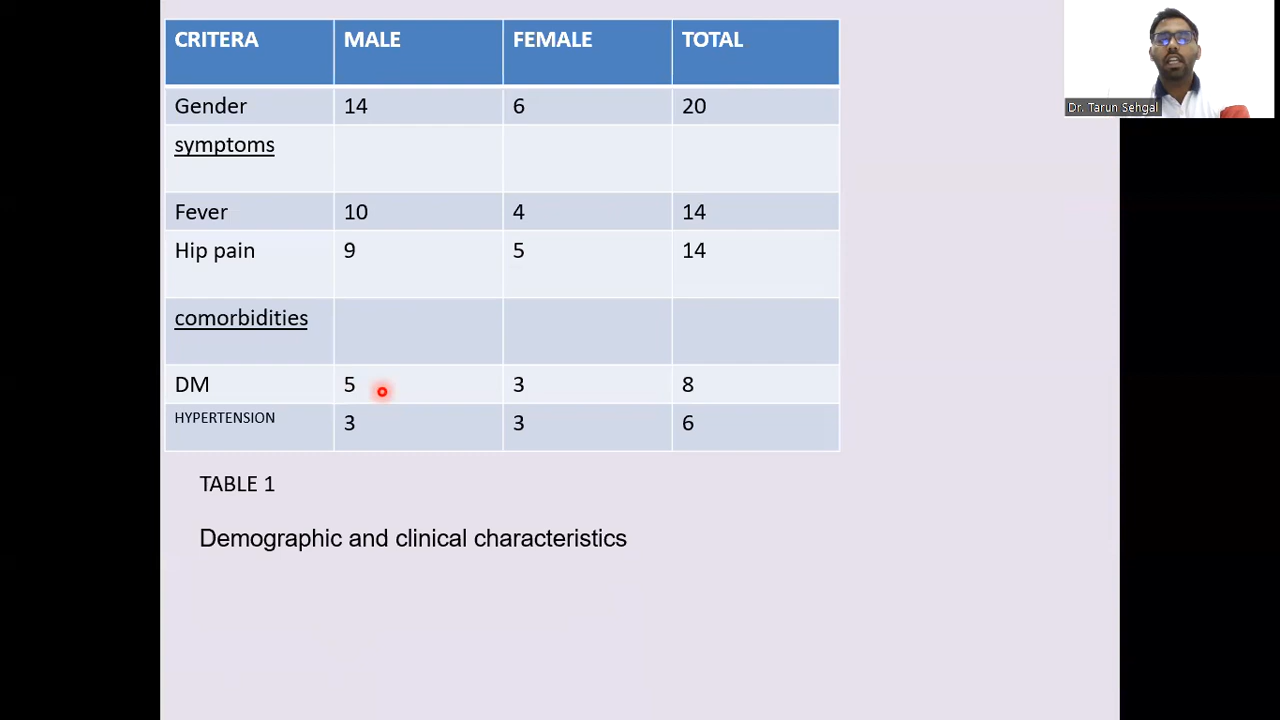 CRITERA MALE FEMALE TOTAL
Gender 14 6 20
symptoms
Fever 10 4 14
Hip pain 9 5 14
comorbidities
DM 5 3 8
HYPERTENSION 3 3 6
TABLE 1
Demographic and clinical characteristics
Dr. Tarun Sehgal